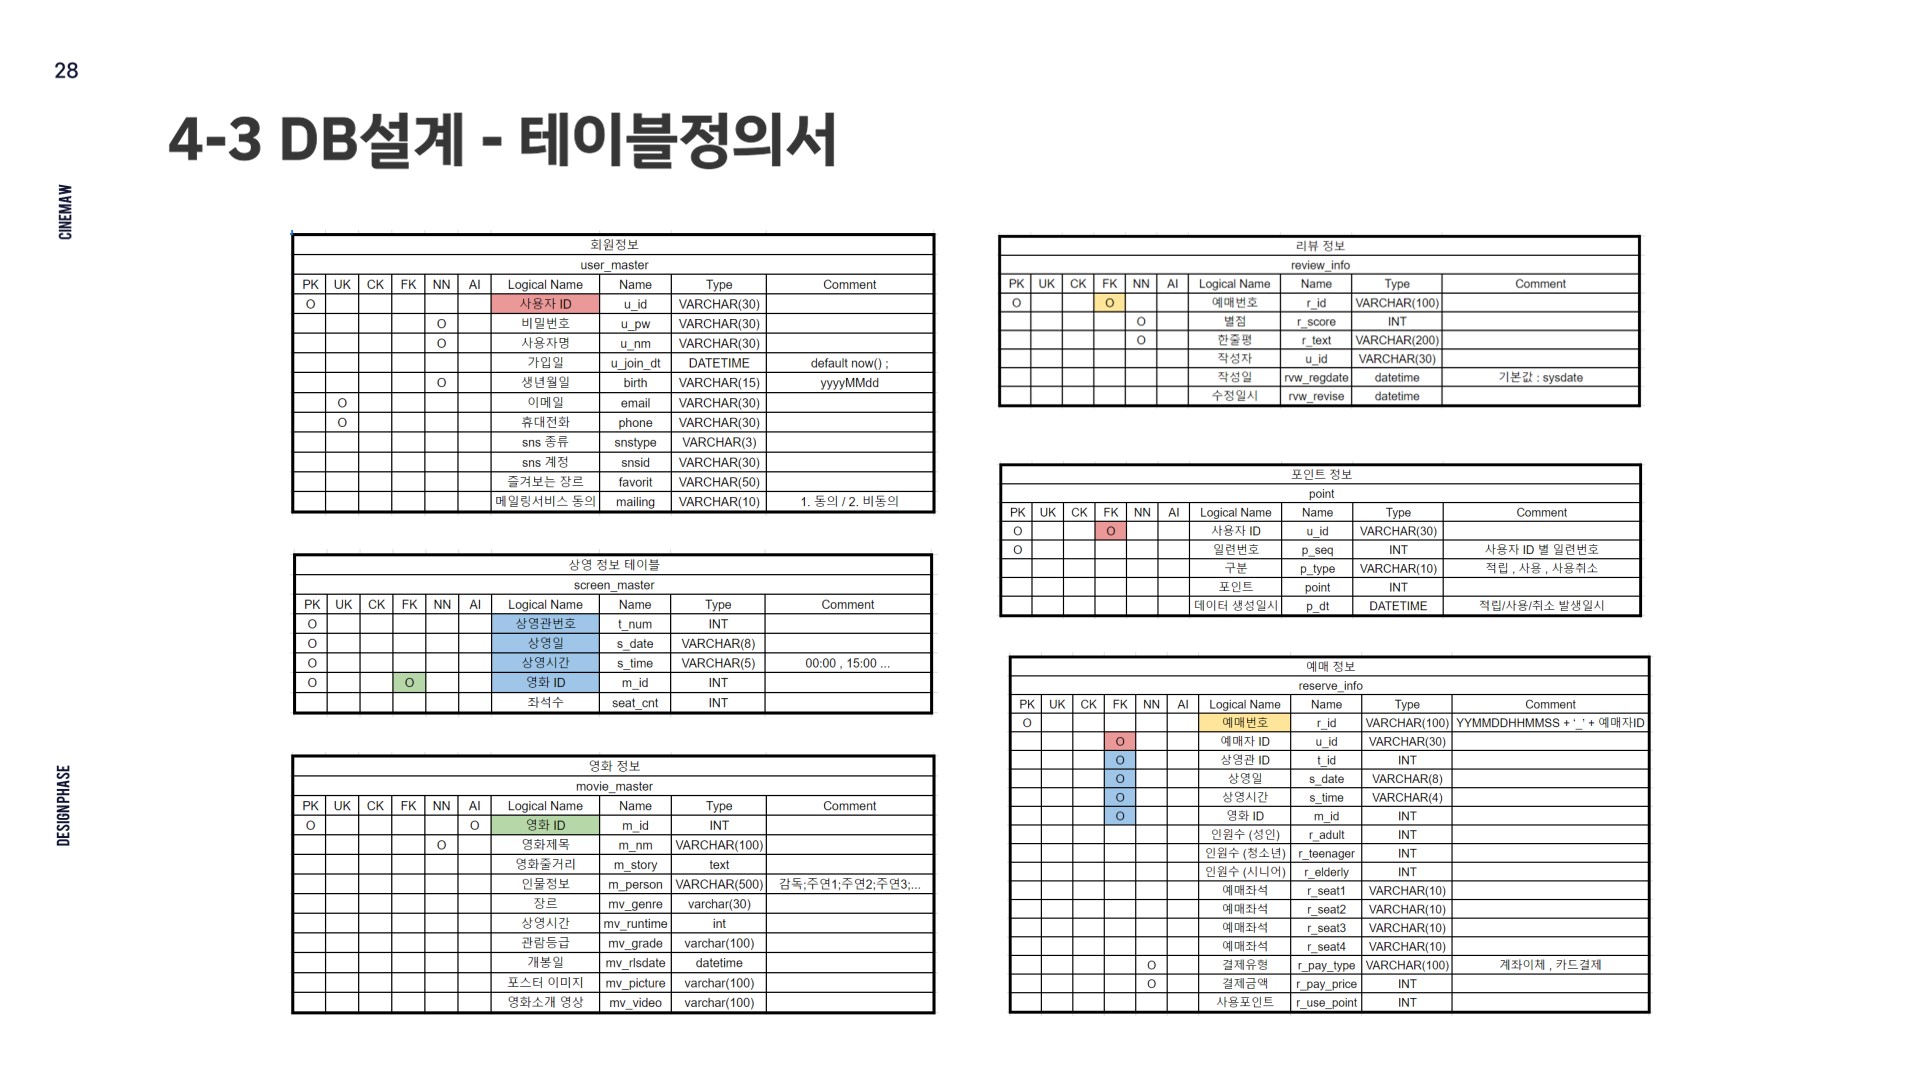 28
4-3 DB설계 - 테이블정의서
CINEMAW
DESIGNPHASE
회원정보
user_master
PK UK CK FK NN AI Logical Name Name Type Comment
O 사용자 ID u_id VARCHAR(30)
O 비밀번호 u_pw VARCHAR(30)
O 사용자명 u_nm VARCHAR(30)
가입일 u_join_dt DATETIME default now() ;
O 생년월일 birth VARCHAR(15) yyyyMMdd
O 이메일 email VARCHAR(30)
O 휴대전화 phone VARCHAR(30)
sns 종류 snstype VARCHAR(3)
sns 계정 snsid VARCHAR(30)
즐겨보는 장르 favorit VARCHAR(50)
메일링서비스 동의 mailing VARCHAR(10) 1. 동의 / 2. 비동의
상영 정보 테이블
screen_master
PK UK CK FK NN AI Logical Name Name Type Comment
O 상영관번호 t_num INT
O 상영일 s_date VARCHAR(8)
O 상영시간 s_time VARCHAR(5) 00:00 , 15:00 ...
O O 영화 ID m_id INT
좌석수 seat_cnt INT
영화 정보
movie_master
PK UK CK FK NN AI Logical Name Name Type Comment
O O 영화 ID m_id INT
O 영화제목 m_nm VARCHAR(100)
영화줄거리 m_story text
인물정보 m_person VARCHAR(500) 감독;주연1;주연2;주연3;...
장르 mv_genre varchar(30)
상영시간 mv_runtime int
관람등급 mv_grade varchar(100)
개봉일 mv_rlsdate datetime
포스터 이미지 mv_picture varchar(100)
영화소개 영상 mv_video varchar(100)
리뷰 정보
review_info
PK UK CK FK NN AI Logical Name Name Type Comment
O O 예매번호 r_id VARCHAR(100)
O 별점 r_score INT
O 한줄평 r_text VARCHAR(200)
작성자 u_id VARCHAR(30)
작성일 rvw_regdate datetime 기본값 : sysdate
수정일시 rvw_revise datetime
포인트 정보
point
PK UK CK FK NN AI Logical Name Name Type Comment
O O 사용자 ID u_id VARCHAR(30)
O 일련번호 p_seq INT 사용자 ID 별 일련번호
구분 p_type VARCHAR(10) 적립 , 사용 , 사용취소
포인트 point INT
데이터 생성일시 p_dt DATETIME 적립/사용/취소 발생일시
예매 정보
reserve_info
PK UK CK FK NN AI Logical Name Name Type Comment
O 예매번호 r_id VARCHAR(100) YYMMDDHHMMSS + '_' + 예매자ID
O 예매자 ID u_id VARCHAR(30)
O 상영관 ID t_id INT
O 상영일 s_date VARCHAR(8)
O 상영시간 s_time VARCHAR(4)
O 영화 ID m_id INT
인원수 (성인) r_adult INT
인원수 (청소년) r_teenager INT
인원수 (시니어) r_elderly INT
예매좌석 r_seat1 VARCHAR(10)
예매좌석 r_seat2 VARCHAR(10)
예매좌석 r_seat3 VARCHAR(10)
예매좌석 r_seat4 VARCHAR(10)
O 결제유형 r_pay_type VARCHAR(100) 계좌이체 , 카드결제
O 결제금액 r_pay_price INT
사용포인트 r_use_point INT